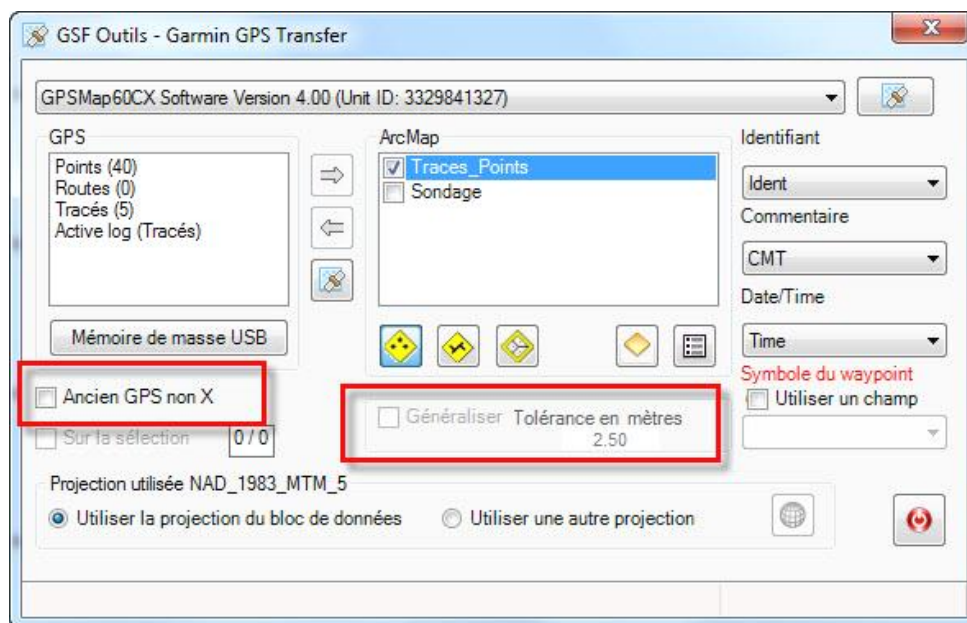 GSF Outils - Garmin GPS Transfer
GPSMap60CX Software Version 4.00 (Unit ID: 3329841327)
GPS
Points (40)
Routes (0)
Tracés (5)
Active log (Tracés)
Mémoire de masse USB
Ancien GPS non X
Sur la sélection 0 / 0
ArcMap
Traces_Points
Sondage
Généraliser Tolérance en mètres
2.50
Identifiant
Ident
Commentaire
CMT
Date/Time
Time
Symbole du waypoint
Utiliser un champ
Projection utilisée NAD_1983_MTM_5
Utiliser la projection du bloc de données Utiliser une autre projection